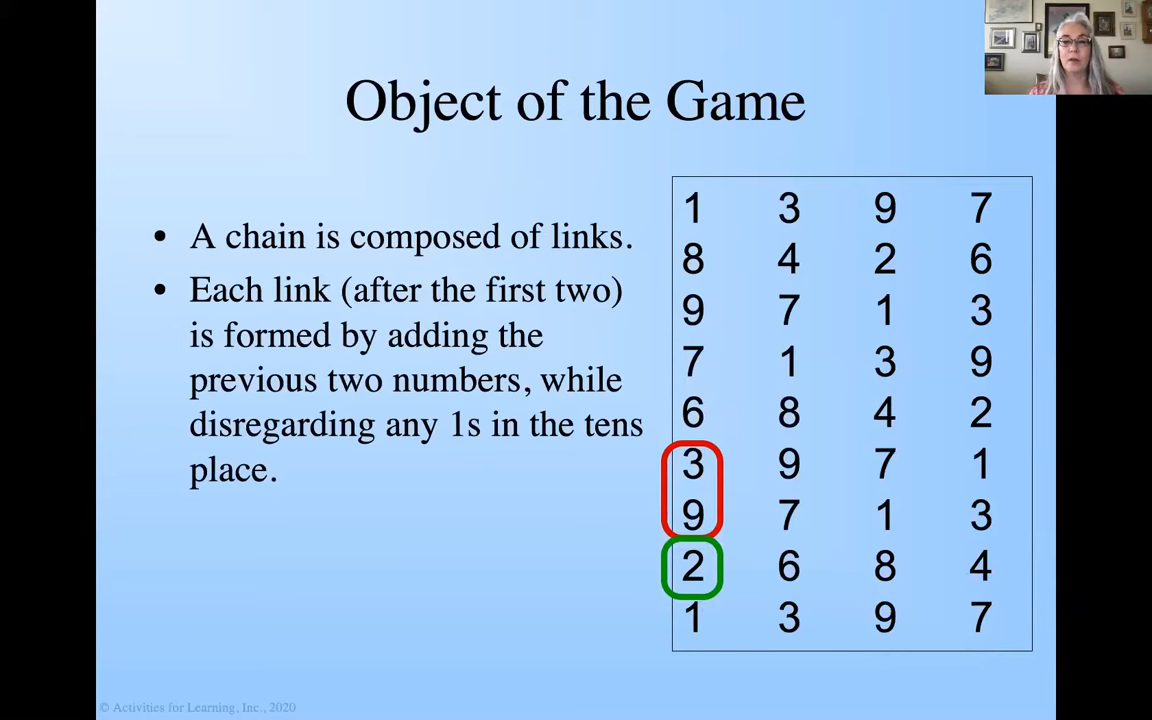 Object of the Game
• A chain is composed of links.
• Each link (after the first two)
is formed by adding the
previous two numbers, while
disregarding any 1s in the tens
place.
1 3 9 7
8 4 2 6
9 7 1 3
7 1 3 9
6 8 4 2
3 9 7 1
9 7 1 3
2 6 8 4
1 3 9 7
© Activities for Learning, Inc., 2020